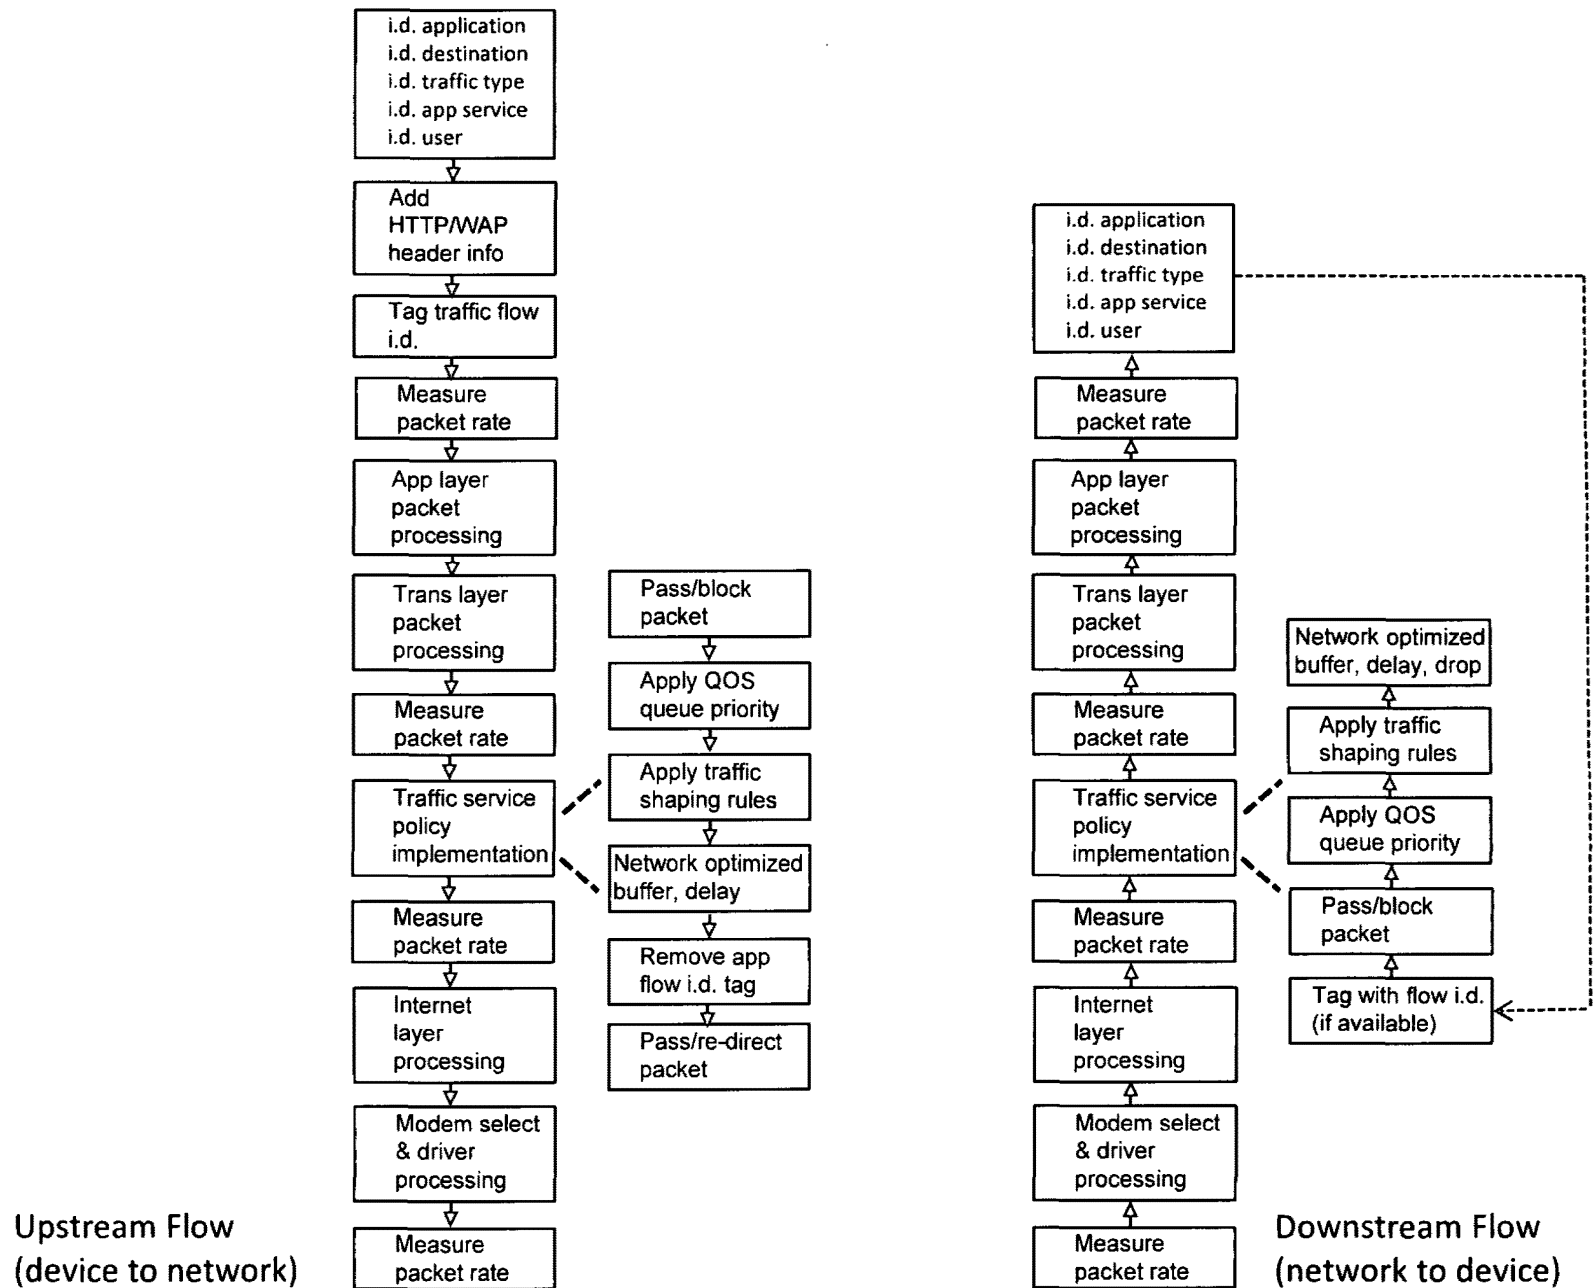 i.d. application
i.d. destination
i.d. traffic type
i.d. app service
i.d. user
Add
HTTP/WAP
header info
Tag traffic flow
i.d.
Measure
packet rate
App layer
packet
processing
Trans layer
packet
processing
Measure
packet rate
Traffic service
policy
implementation
Measure
packet rate
Internet
layer
processing
Modem select
& driver
processing
Measure
packet rate
Pass/block
packet
Apply QOS
queue priority
Apply traffic
shaping rules
Network optimized
buffer, delay
Remove app
flow i.d. tag
Pass/re-direct
packet
Upstream Flow
(device to network)
i.d. application
i.d. destination
i.d. traffic type
i.d. app service
i.d. user
Measure
packet rate
App layer
packet
processing
Trans layer
packet
processing
Measure
packet rate
Traffic service
policy
implementation
Measure
packet rate
Internet
layer
processing
Modem select
& driver
processing
Measure
packet rate
Network optimized
buffer, delay, drop
Apply traffic
shaping rules
Apply QOS
queue priority
Pass/block
packet
Tag with flow i.d.
(if available)
Downstream Flow
(network to device)